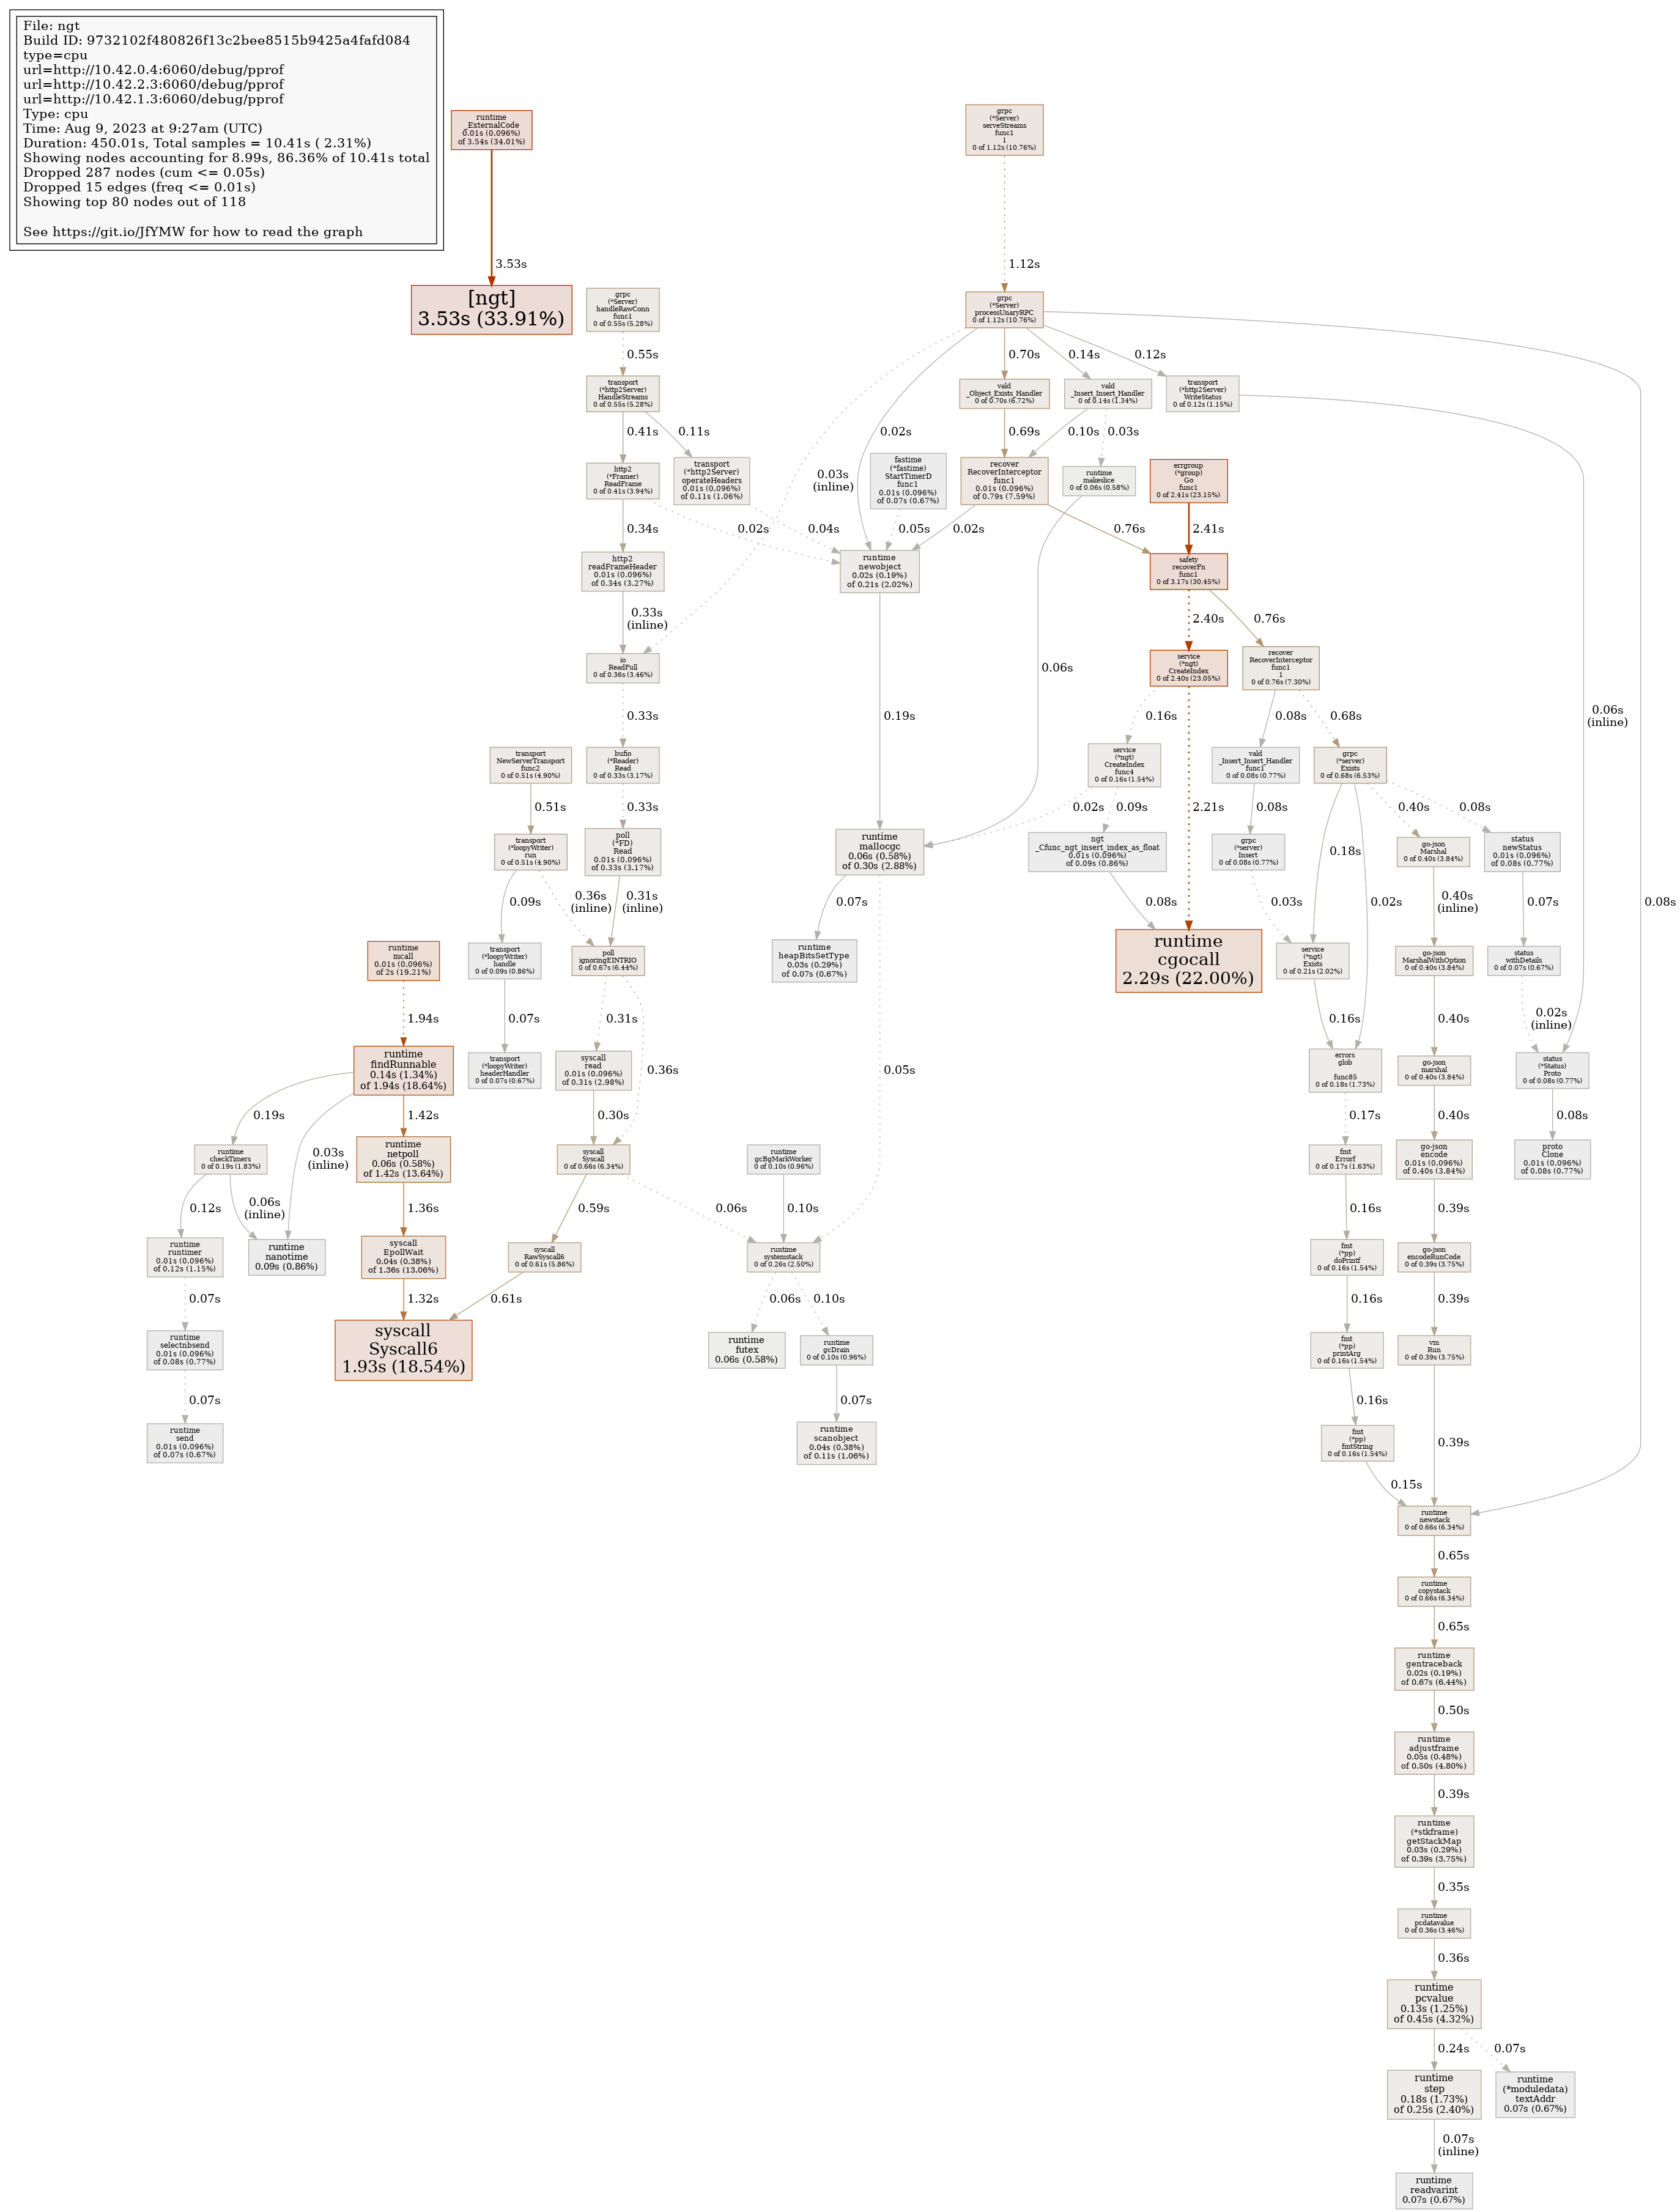 File: ngt
Build ID: 9732102f480826f13c2bee8515b9425a4fafd084
type=cpu
url=http://10.42.0.4:6060/debug/pprof
url=http://10.42.2.3:6060/debug/pprof
url=http://10.42.1.3:6060/debug/pprof
Type: cpu
Time: Aug 9, 2023 at 9:27am (UTC)
Duration: 450.01s, Total samples = 10.41s ( 2.31%)
Showing nodes accounting for 8.99s, 86.36% of 10.41s total
Dropped 287 nodes (cum <= 0.05s)
Dropped 15 edges (freq <= 0.01s)
Showing top 80 nodes out of 118
See https://git.io/JfYMW for how to read the graph
runtime
_ExternalCode
0.01s (0.096%)
of 3.54s (34.01%)
grpc
(*Server)
serveStreams
func1
1
0 of 1.12s (10.76%)
3.53s
1.12s
[ngt]
3.53s (33.91%)
grpc
(*Server)
handleRawConn
func1
0 of 0.55s (5.28%)
grpc
(*Server)
processUnaryRPC
0 of 1.12s (10.76%)
0.55s
0.70s
0.14s
0.12s
transport
(*http2Server)
HandleStreams
0 of 0.55s (5.28%)
vald
_Object_Exists_Handler
0 of 0.70s (6.72%)
vald
_Insert_Insert_Handler
0 of 0.14s (1.34%)
transport
(*http2Server)
WriteStatus
0 of 0.12s (1.15%)
0.41s
0.11s
0.02s
0.69s
0.10s
0.03s
http2
(*Framer)
ReadFrame
0 of 0.41s (3.94%)
transport
(*http2Server)
operateHeaders
0.01s (0.096%)
of 0.11s (1.06%)
0.03s
(inline)
fastime
(*fastime)
StartTimerD
func1
0.01s (0.096%)
of 0.07s (0.67%)
recover
RecoverInterceptor
func1
0.01s (0.096%)
of 0.79s (7.59%)
runtime
makeslice
0 of 0.06s (0.58%)
errgroup
(*group)
Go
func1
0 of 2.41s (23.15%)
0.34s
0.02s
0.04s
0.05s
0.02s
0.76s
2.41s
http2
readFrameHeader
0.01s (0.096%)
of 0.34s (3.27%)
runtime
newobject
0.02s (0.19%)
of 0.21s (2.02%)
safety
recoverFn
func1
0 of 3.17s (30.45%)
0.33s
(inline)
2.40s
0.76s
io
ReadFull
0 of 0.36s (3.46%)
0.06s
service
(*ngt)
CreateIndex
0 of 2.40s (23.05%)
recover
RecoverInterceptor
func1
1
0 of 0.76s (7.30%)
0.33s
0.19s
0.16s
0.08s
0.68s
0.06s
(inline)
transport
NewServerTransport
func2
0 of 0.51s (4.90%)
bufio
(*Reader)
Read
0 of 0.33s (3.17%)
service
(*ngt)
CreateIndex
func4
0 of 0.16s (1.54%)
vald
_Insert_Insert_Handler
func1
0 of 0.08s (0.77%)
grpc
(*server)
Exists
0 of 0.68s (6.53%)
0.51s
0.33s
0.02s
0.09s
2.21s
0.08s
0.40s
0.08s
transport
(*loopyWriter)
run
0 of 0.51s (4.90%)
poll
(*FD)
Read
0.01s (0.096%)
of 0.33s (3.17%)
runtime
mallocgc
0.06s (0.58%)
of 0.30s (2.88%)
ngt
_Cfunc_ngt_insert_index_as_float
0.01s (0.096%)
of 0.09s (0.86%)
grpc
(*server)
Insert
0 of 0.08s (0.77%)
0.18s
go-json
Marshal
0 of 0.40s (3.84%)
status
newStatus
0.01s (0.096%)
of 0.08s (0.77%)
0.09s
0.36s
(inline)
0.31s
(inline)
0.07s
0.08s
0.03s
0.02s
0.40s
(inline)
0.07s
0.08s
runtime
mcall
0.01s (0.096%)
of 2s (19.21%)
transport
(*loopyWriter)
handle
0 of 0.09s (0.86%)
poll
ignoringEINTRIO
0 of 0.67s (6.44%)
runtime
heapBitsSetType
0.03s (0.29%)
of 0.07s (0.67%)
runtime
cgocall
2.29s (22.00%)
service
(*ngt)
Exists
0 of 0.21s (2.02%)
go-json
MarshalWithOption
0 of 0.40s (3.84%)
status
withDetails
0 of 0.07s (0.67%)
1.94s
0.07s
0.31s
0.16s
0.40s
0.02s
(inline)
runtime
findRunnable
0.14s (1.34%)
of 1.94s (18.64%)
transport
(*loopyWriter)
headerHandler
0 of 0.07s (0.67%)
syscall
read
0.01s (0.096%)
of 0.31s (2.98%)
0.36s
0.05s
errors
glob

func85
0 of 0.18s (1.73%)
go-json
marshal
0 of 0.40s (3.84%)
status
(*Status)
Proto
0 of 0.08s (0.77%)
0.19s
1.42s
0.30s
0.17s
0.40s
0.08s
runtime
checkTimers
0 of 0.19s (1.83%)
0.03s
(inline)
runtime
netpoll
0.06s (0.58%)
of 1.42s (13.64%)
syscall
Syscall
0 of 0.66s (6.34%)
runtime
gcBgMarkWorker
0 of 0.10s (0.96%)
fmt
Errorf
0 of 0.17s (1.63%)
go-json
encode
0.01s (0.096%)
of 0.40s (3.84%)
proto
Clone
0.01s (0.096%)
of 0.08s (0.77%)
0.12s
0.06s
(inline)
1.36s
0.59s
0.06s
0.10s
0.16s
0.39s
runtime
runtimer
0.01s (0.096%)
of 0.12s (1.15%)
runtime
nanotime
0.09s (0.86%)
syscall
EpollWait
0.04s (0.38%)
of 1.36s (13.06%)
syscall
RawSyscall6
0 of 0.61s (5.86%)
runtime
systemstack
0 of 0.26s (2.50%)
fmt
(*pp)
doPrintf
0 of 0.16s (1.54%)
go-json
encodeRunCode
0 of 0.39s (3.75%)
0.07s
1.32s
0.61s
0.06s
0.10s
0.16s
0.39s
runtime
selectnbsend
0.01s (0.096%)
of 0.08s (0.77%)
syscall
Syscall6
1.93s (18.54%)
runtime
futex
0.06s (0.58%)
runtime
gcDrain
0 of 0.10s (0.96%)
fmt
(*pp)
printArg
0 of 0.16s (1.54%)
vm
Run
0 of 0.39s (3.75%)
0.07s
0.07s
0.16s
runtime
send
0.01s (0.096%)
of 0.07s (0.67%)
runtime
scanobject
0.04s (0.38%)
of 0.11s (1.06%)
fmt
(*pp)
fmtString
0 of 0.16s (1.54%)
0.39s
0.15s
runtime
newstack
0 of 0.66s (6.34%)
0.65s
runtime
copystack
0 of 0.66s (6.34%)
0.65s
runtime
gentraceback
0.02s (0.19%)
of 0.67s (6.44%)
0.50s
runtime
adjustframe
0.05s (0.48%)
of 0.50s (4.80%)
0.39s
runtime
(*stkframe)
getStackMap
0.03s (0.29%)
of 0.39s (3.75%)
0.35s
runtime
pcdatavalue
0 of 0.36s (3.46%)
0.36s
runtime
pcvalue
0.13s (1.25%)
of 0.45s (4.32%)
0.24s
0.07s
runtime
step
0.18s (1.73%)
of 0.25s (2.40%)
runtime
(*moduledata)
textAddr
0.07s (0.67%)
0.07s
(inline)
runtime
readvarint
0.07s (0.67%)